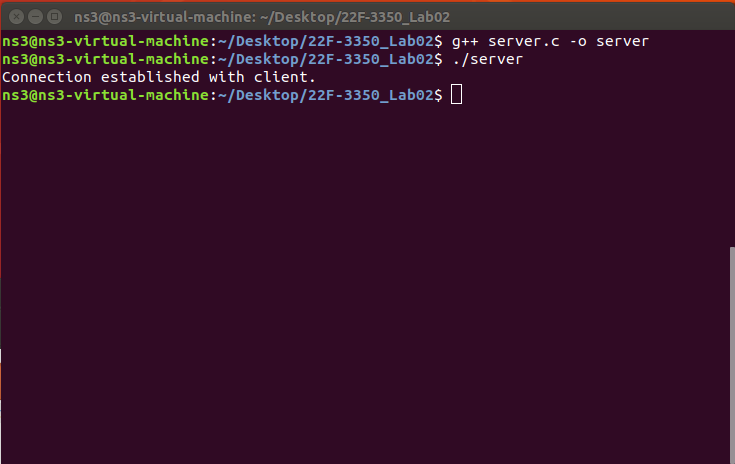 ns3@ns3-virtual-machine: ~/Desktop/22F-3350_Lab02
ns3@ns3-virtual-machine:~/Desktop/22F-3350_Lab02$ g++ server.c -o server
ns3@ns3-virtual-machine:~/Desktop/22F-3350_Lab02$ ./server
Connection established with client.
ns3@ns3-virtual-machine:~/Desktop/22F-3350_Lab02$